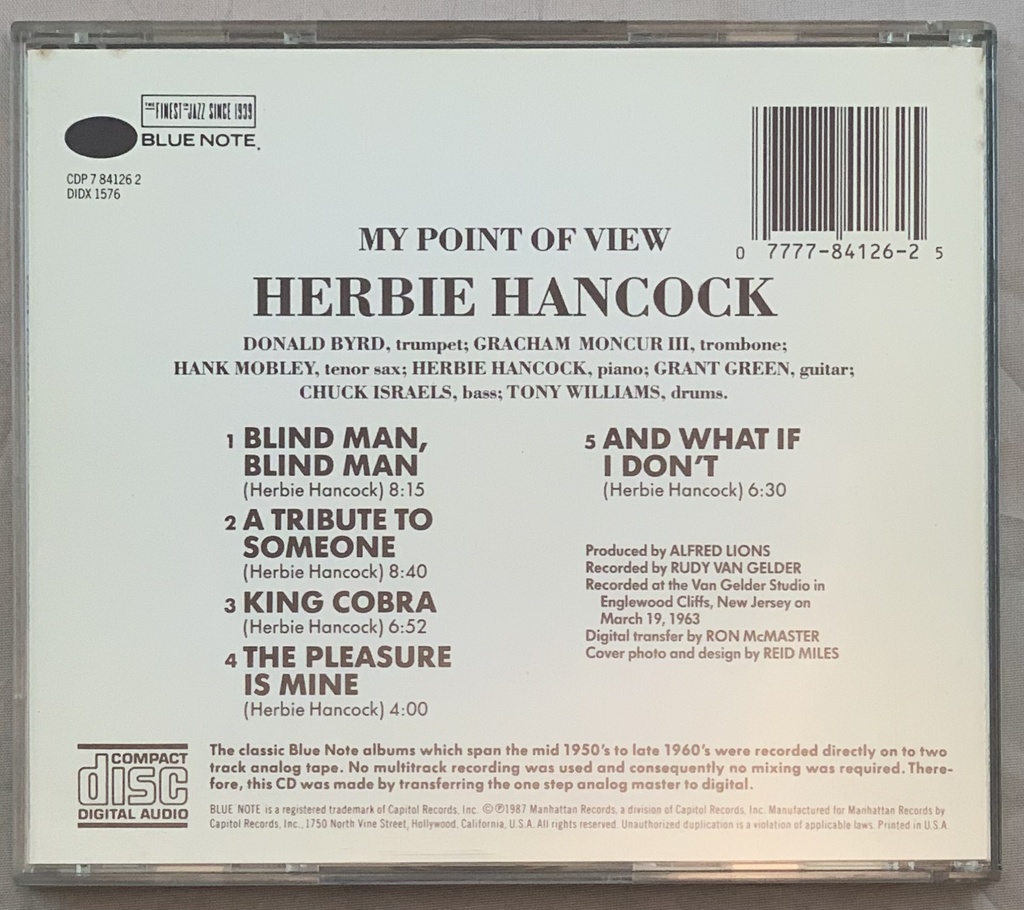 THE FINEST IN JAZZ SINCE 1939
BLUE NOTE.
CDP 7 84126 2
DIDX 1576
0 7777-84126-2 5
MY POINT OF VIEW
HERBIE HANCOCK
DONALD BYRD, trumpet; GRACHAM MONCUR III, trombone;
HANK MOBLEY, tenor sax; HERBIE HANCOCK, piano; GRANT GREEN, guitar;
CHUCK ISRAELS, bass; TONY WILLIAMS, drums.
1 BLIND MAN,
BLIND MAN
(Herbie Hancock) 8:15
2 A TRIBUTE TO
SOMEONE
(Herbie Hancock) 8:40
3 KING COBRA
(Herbie Hancock) 6:52
4 THE PLEASURE
IS MINE
(Herbie Hancock) 4:00
5 AND WHAT IF
I DON'T
(Herbie Hancock) 6:30
Produced by ALFRED LIONS
Recorded by RUDY VAN GELDER
Recorded at the Van Gelder Studio in
Englewood Cliffs, New Jersey on
March 19, 1963
Digital transfer by RON McMASTER
Cover photo and design by REID MILES
COMPACT
disc
DIGITAL AUDIO
The classic Blue Note albums which span the mid 1950's to late 1960's were recorded directly on to two
track analog tape. No multitrack recording was used and consequently no mixing was required. There-
fore, this CD was made by transferring the one step analog master to digital.
BLUE NOTE is a registered trademark of Capitol Records, Inc. ©℗1987 Manhattan Records, a division of Capitol Records, Inc. Manufactured for Manhattan Records by
Capitol Records, Inc., 1750 North Vine Street, Hollywood, California, U.S.A. All rights reserved. Unauthorized duplication is a violation of applicable laws. Printed in U.S.A.